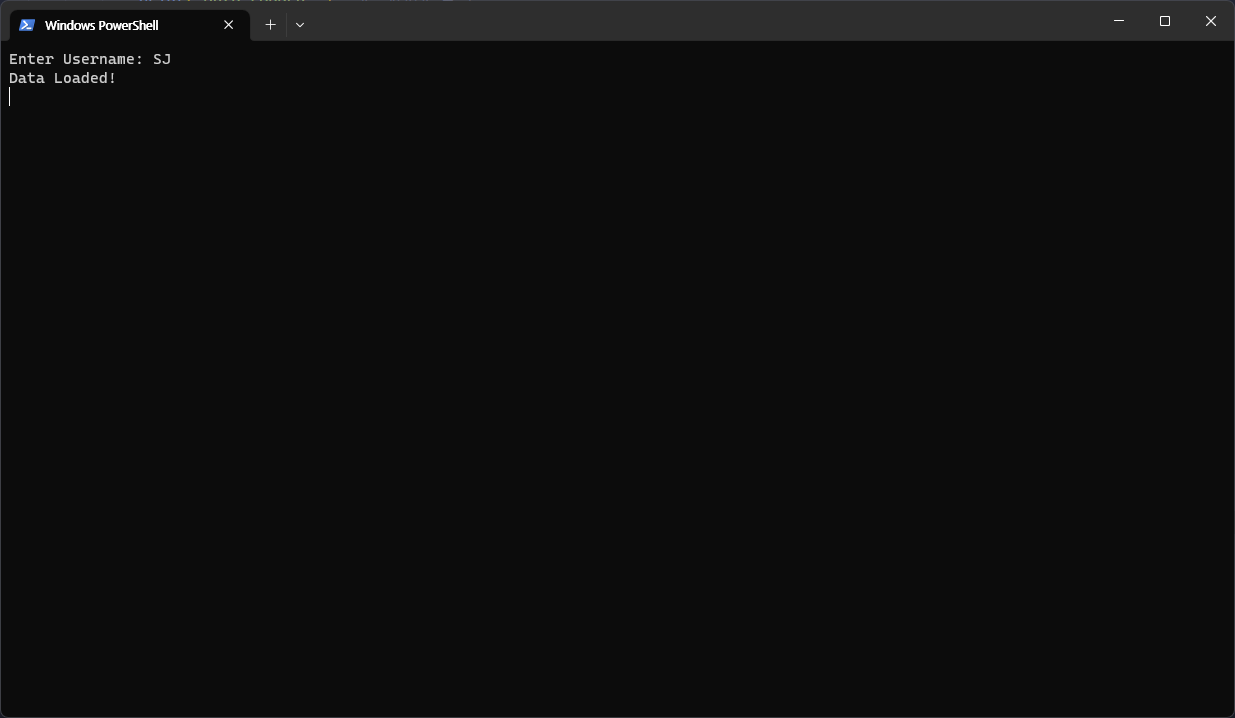 Windows PowerShell
Enter Username: SJ
Data Loaded!